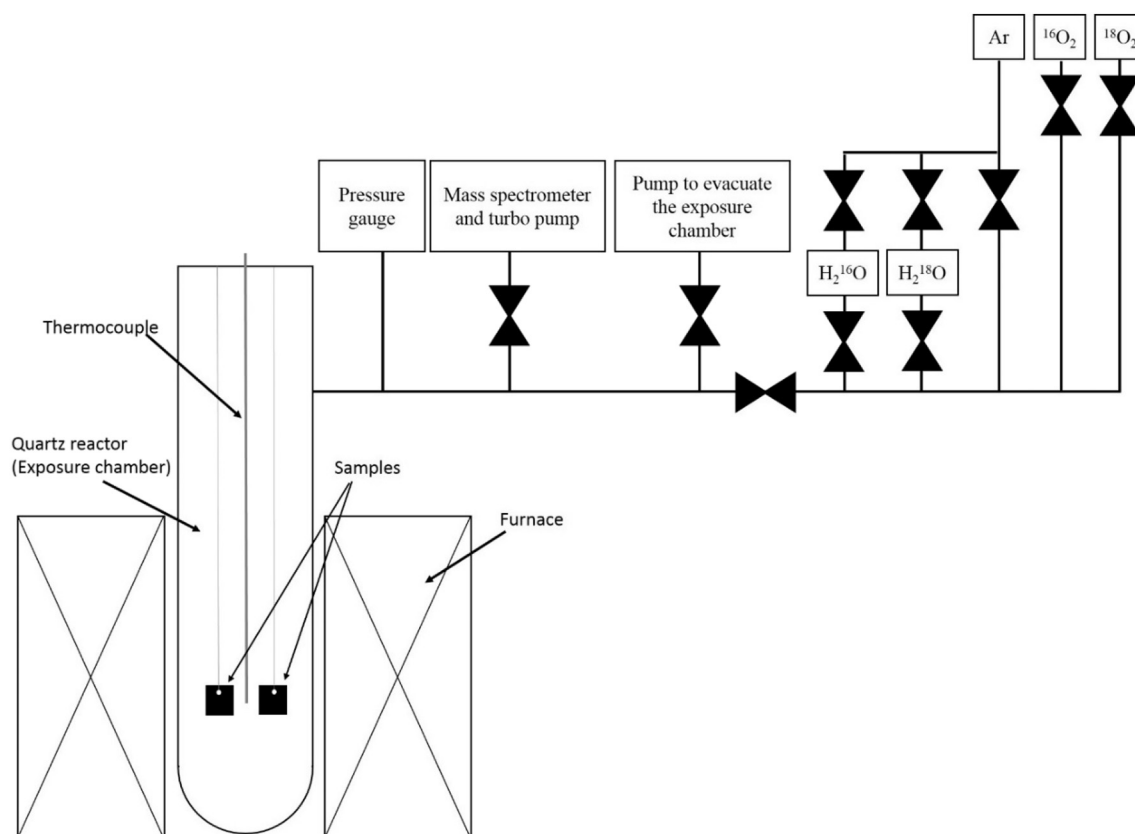 Ar
¹⁶O₂
¹⁸O₂
Pressure
gauge
Mass spectrometer
and turbo pump
Pump to evacuate
the exposure
chamber
H₂¹⁶O
H₂¹⁸O
Thermocouple
Quartz reactor
(Exposure chamber)
Samples
Furnace